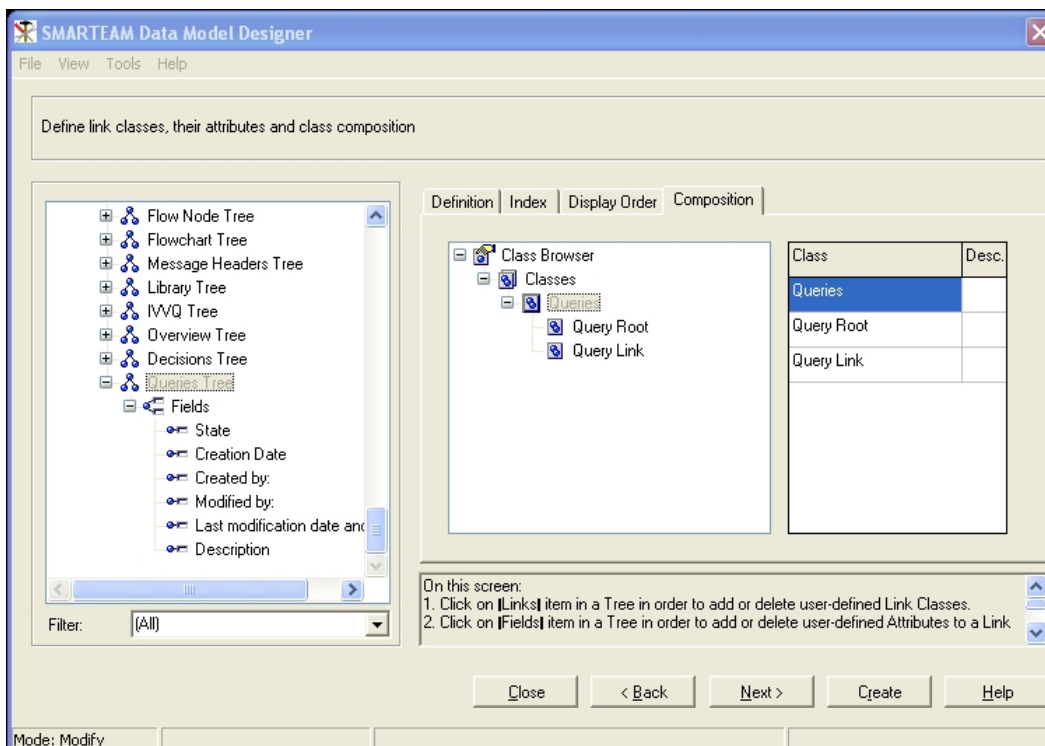 SMARTEAM Data Model Designer
File View Tools Help
Define link classes, their attributes and class composition
Flow Node Tree
Flowchart Tree
Message Headers Tree
Library Tree
IVVQ Tree
Overview Tree
Decisions Tree
Queries Tree
Fields
State
Creation Date
Created by:
Modified by:
Last modification date and
Description
Filter: (All)
Definition Index Display Order Composition
Class Browser
Classes
Queries
Query Root
Query Link
Class Desc.
Queries
Query Root
Query Link
On this screen:
1. Click on |Links| item in a Tree in order to add or delete user-defined Link Classes.
2. Click on |Fields| item in a Tree in order to add or delete user-defined Attributes to a Link
Close < Back Next > Create Help
Mode: Modify